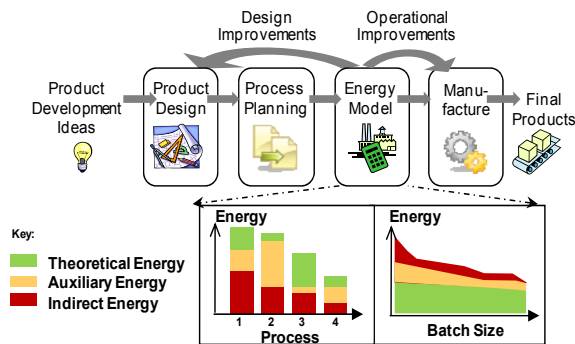 Design
Improvements
Operational
Improvements
Product
Development
Ideas
Product
Design
Process
Planning
Energy
Model
Manu-
facture
Final
Products
Key:
Theoretical Energy
Auxiliary Energy
Indirect Energy
Energy
1 2 3 4
Process
Energy
Batch Size